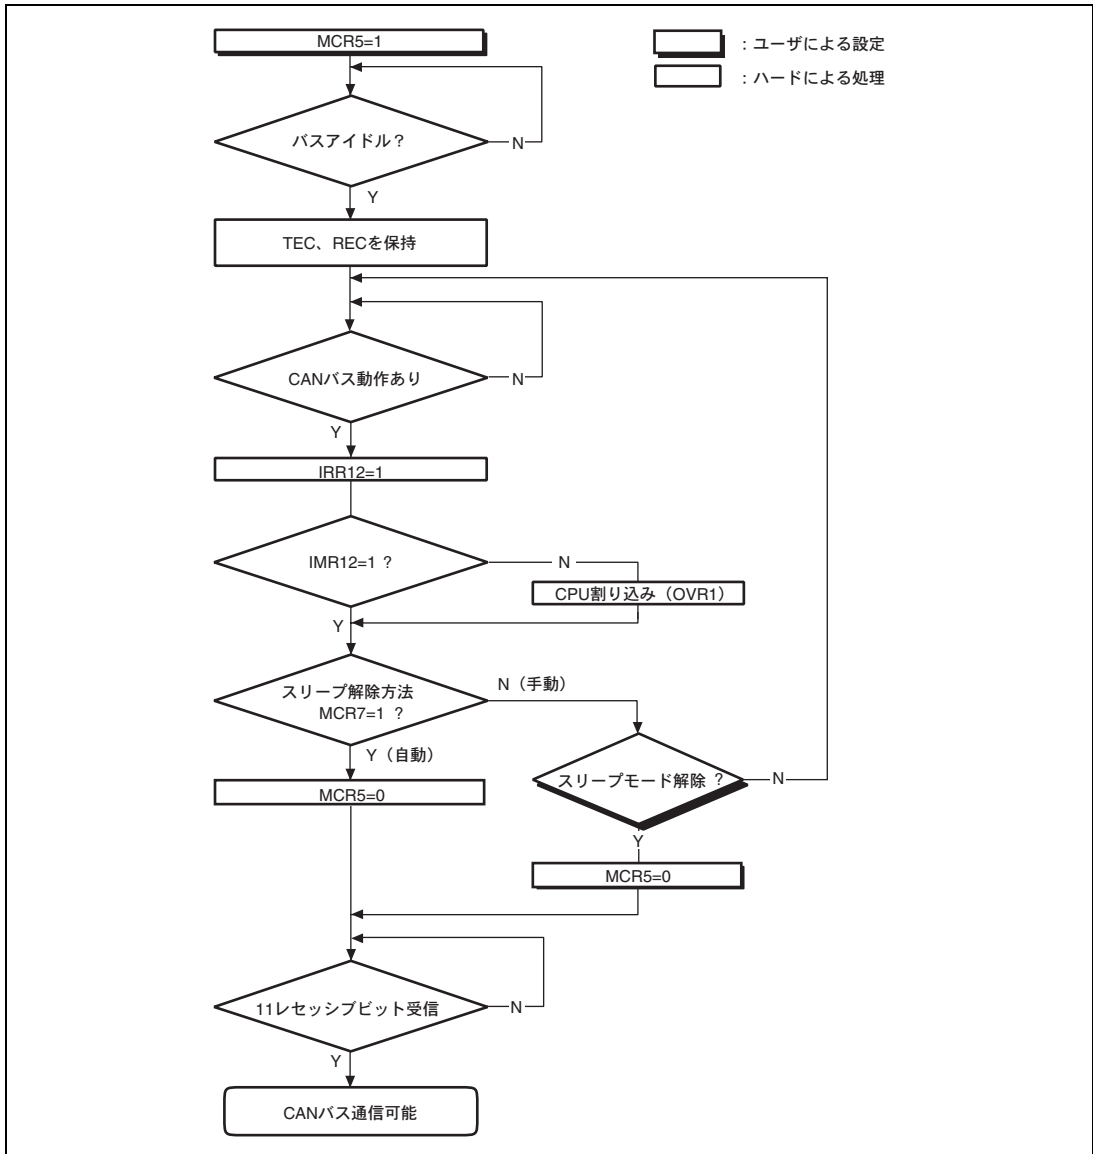 MCR5=1
：ユーザによる設定
：ハードによる処理
バスアイドル？
N
Y
TEC、RECを保持
CANバス動作あり
N
Y
IRR12=1
IMR12=1 ？
N
CPU割り込み（OVR1）
Y
スリープ解除方法
MCR7=1 ？
N（手動）
Y（自動）
スリープモード解除 ？
N
MCR5=0
Y
MCR5=0
11レセッシブビット受信
N
Y
CANバス通信可能